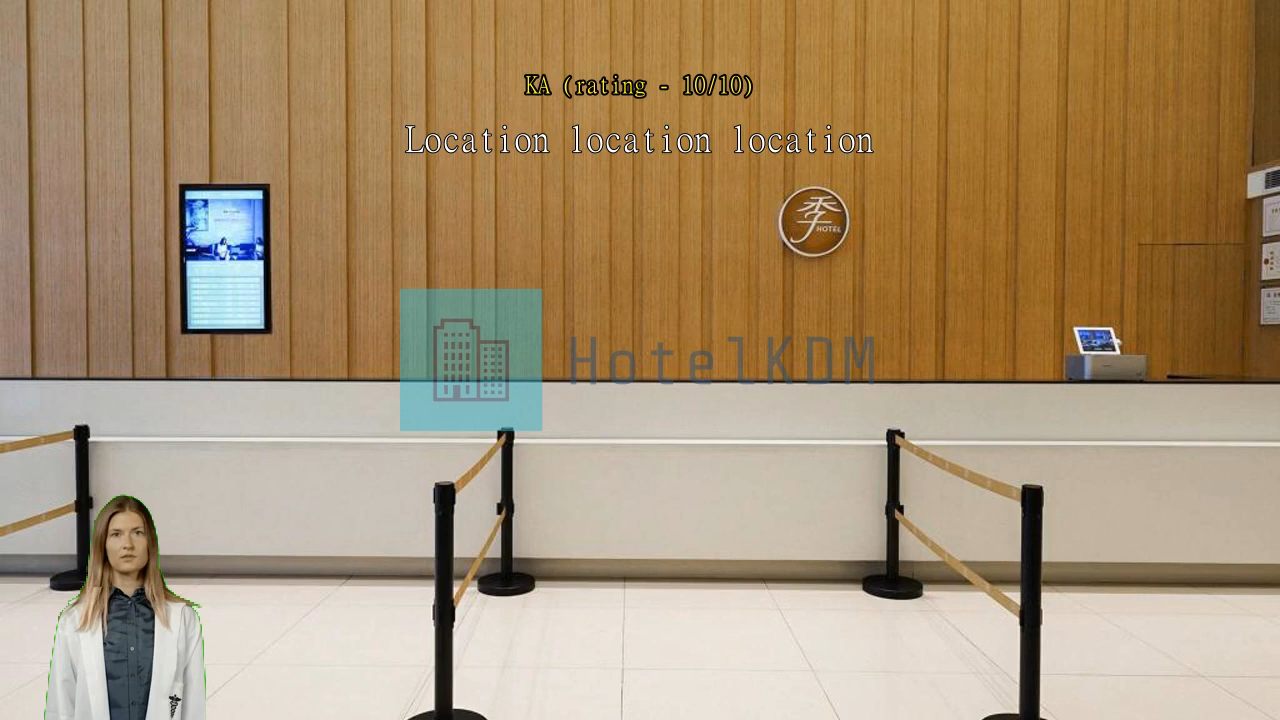 KA (rating - 10/10)
Location location location
季
HOTEL
HotelKDM